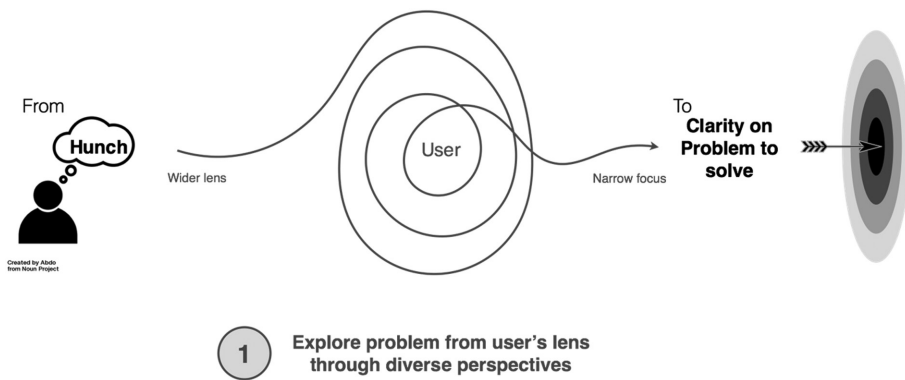 From
Hunch
Created by Abdo
from Noun Project
Wider lens
User
Narrow focus
To
Clarity on
Problem to
solve
1
Explore problem from user's lens
through diverse perspectives